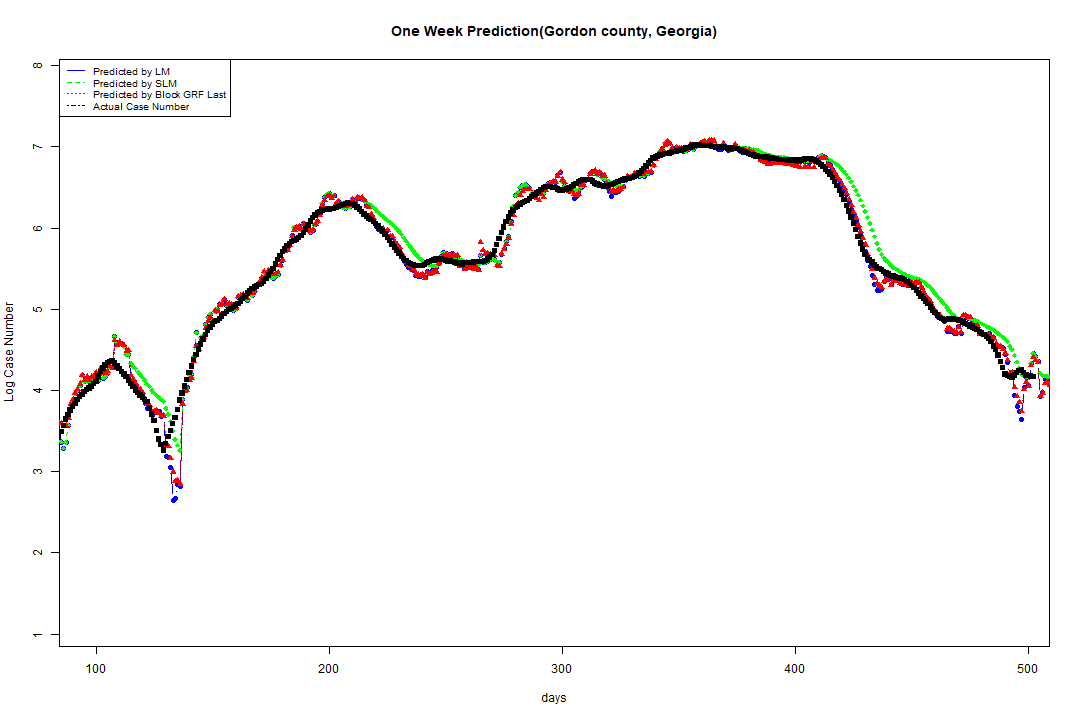 One Week Prediction(Gordon county, Georgia)
Predicted by LM
Predicted by SLM
Predicted by Block GRF Last
Actual Case Number
8
7
6
5
4
3
2
1
Log Case Number
100 200 300 400 500
days